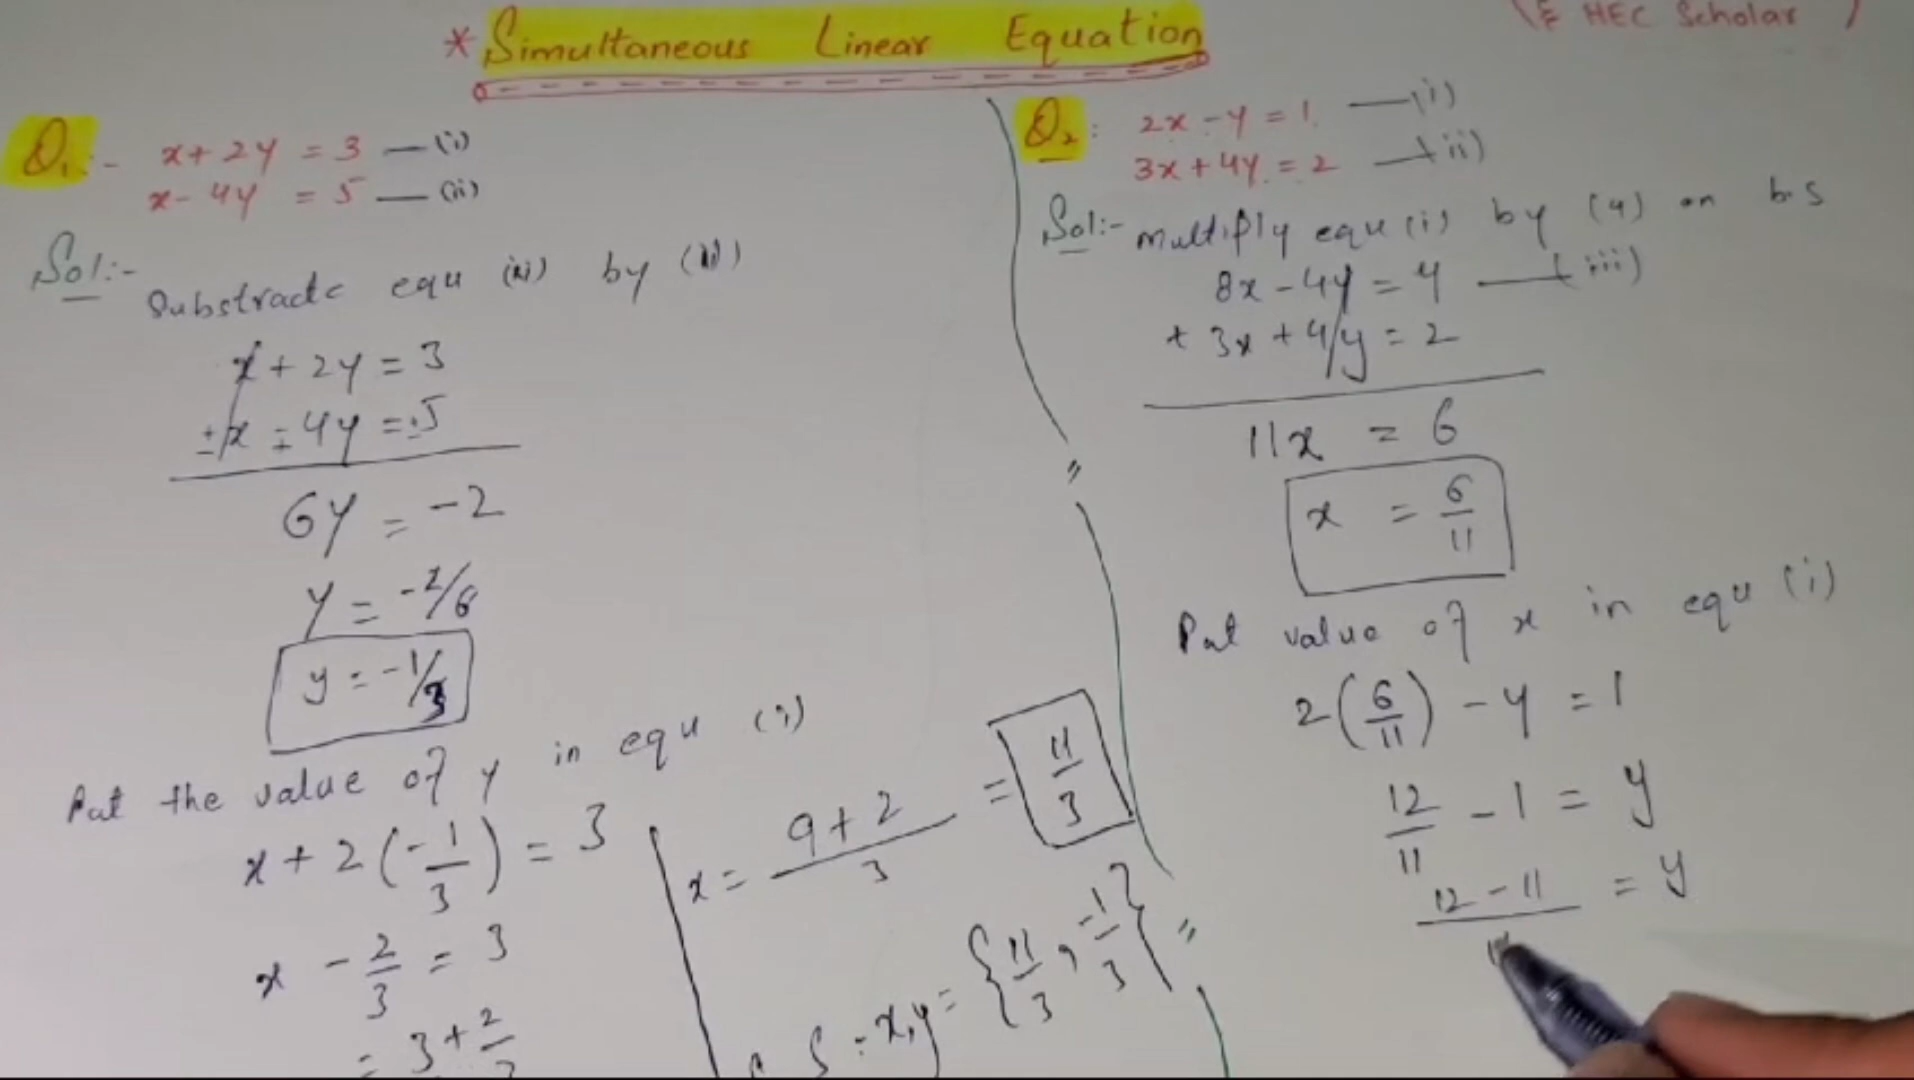 * Simultaneous Linear Equation
(& HEC Scholar )
Q1:- x + 2y = 3 — (i)
x - 4y = 5 — (ii)
Sol:-
Substracte equ (ii) by (ii)
x + 2y = 3
± x ∓ 4y = ± 5
6y = -2
y = -2/6
y = -1/3
Put the value of y in equ (i)
x + 2 (-1/3) = 3
x - 2/3 = 3
= 3 + 2/3
x = (9+2)/3 = 11/3
S.S = x,y = {11/3, -1/3}
Q2: 2x - y = 1 — (i)
3x + 4y = 2 — (ii)
Sol:- Multiply equ (i) by (4) on b.s
8x - 4y = 4 — (iii)
+ 3x + 4y = 2
11x = 6
x = 6/11
Put value of x in equ (i)
2(6/11) - y = 1
12/11 - 1 = y
(12 - 11)/11 = y